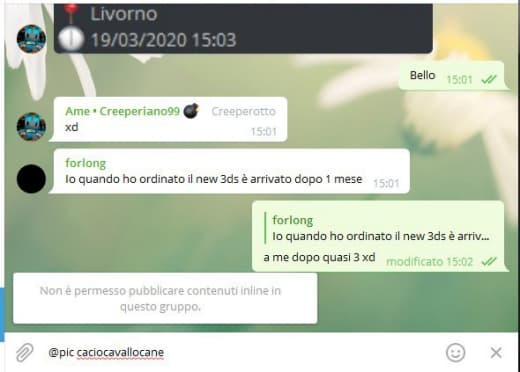 Livorno
19/03/2020 15:03
Bello 15:01
Ame • Creeperiano99 💣 Creeperotto
xd
15:01
forlong
Io quando ho ordinato il new 3ds è arrivato dopo 1 mese 15:01
forlong
Io quando ho ordinato il new 3ds è arriv...
a me dopo quasi 3 xd modificato 15:02
Non è permesso pubblicare contenuti inline in
questo gruppo.
@pic caciocavallocane